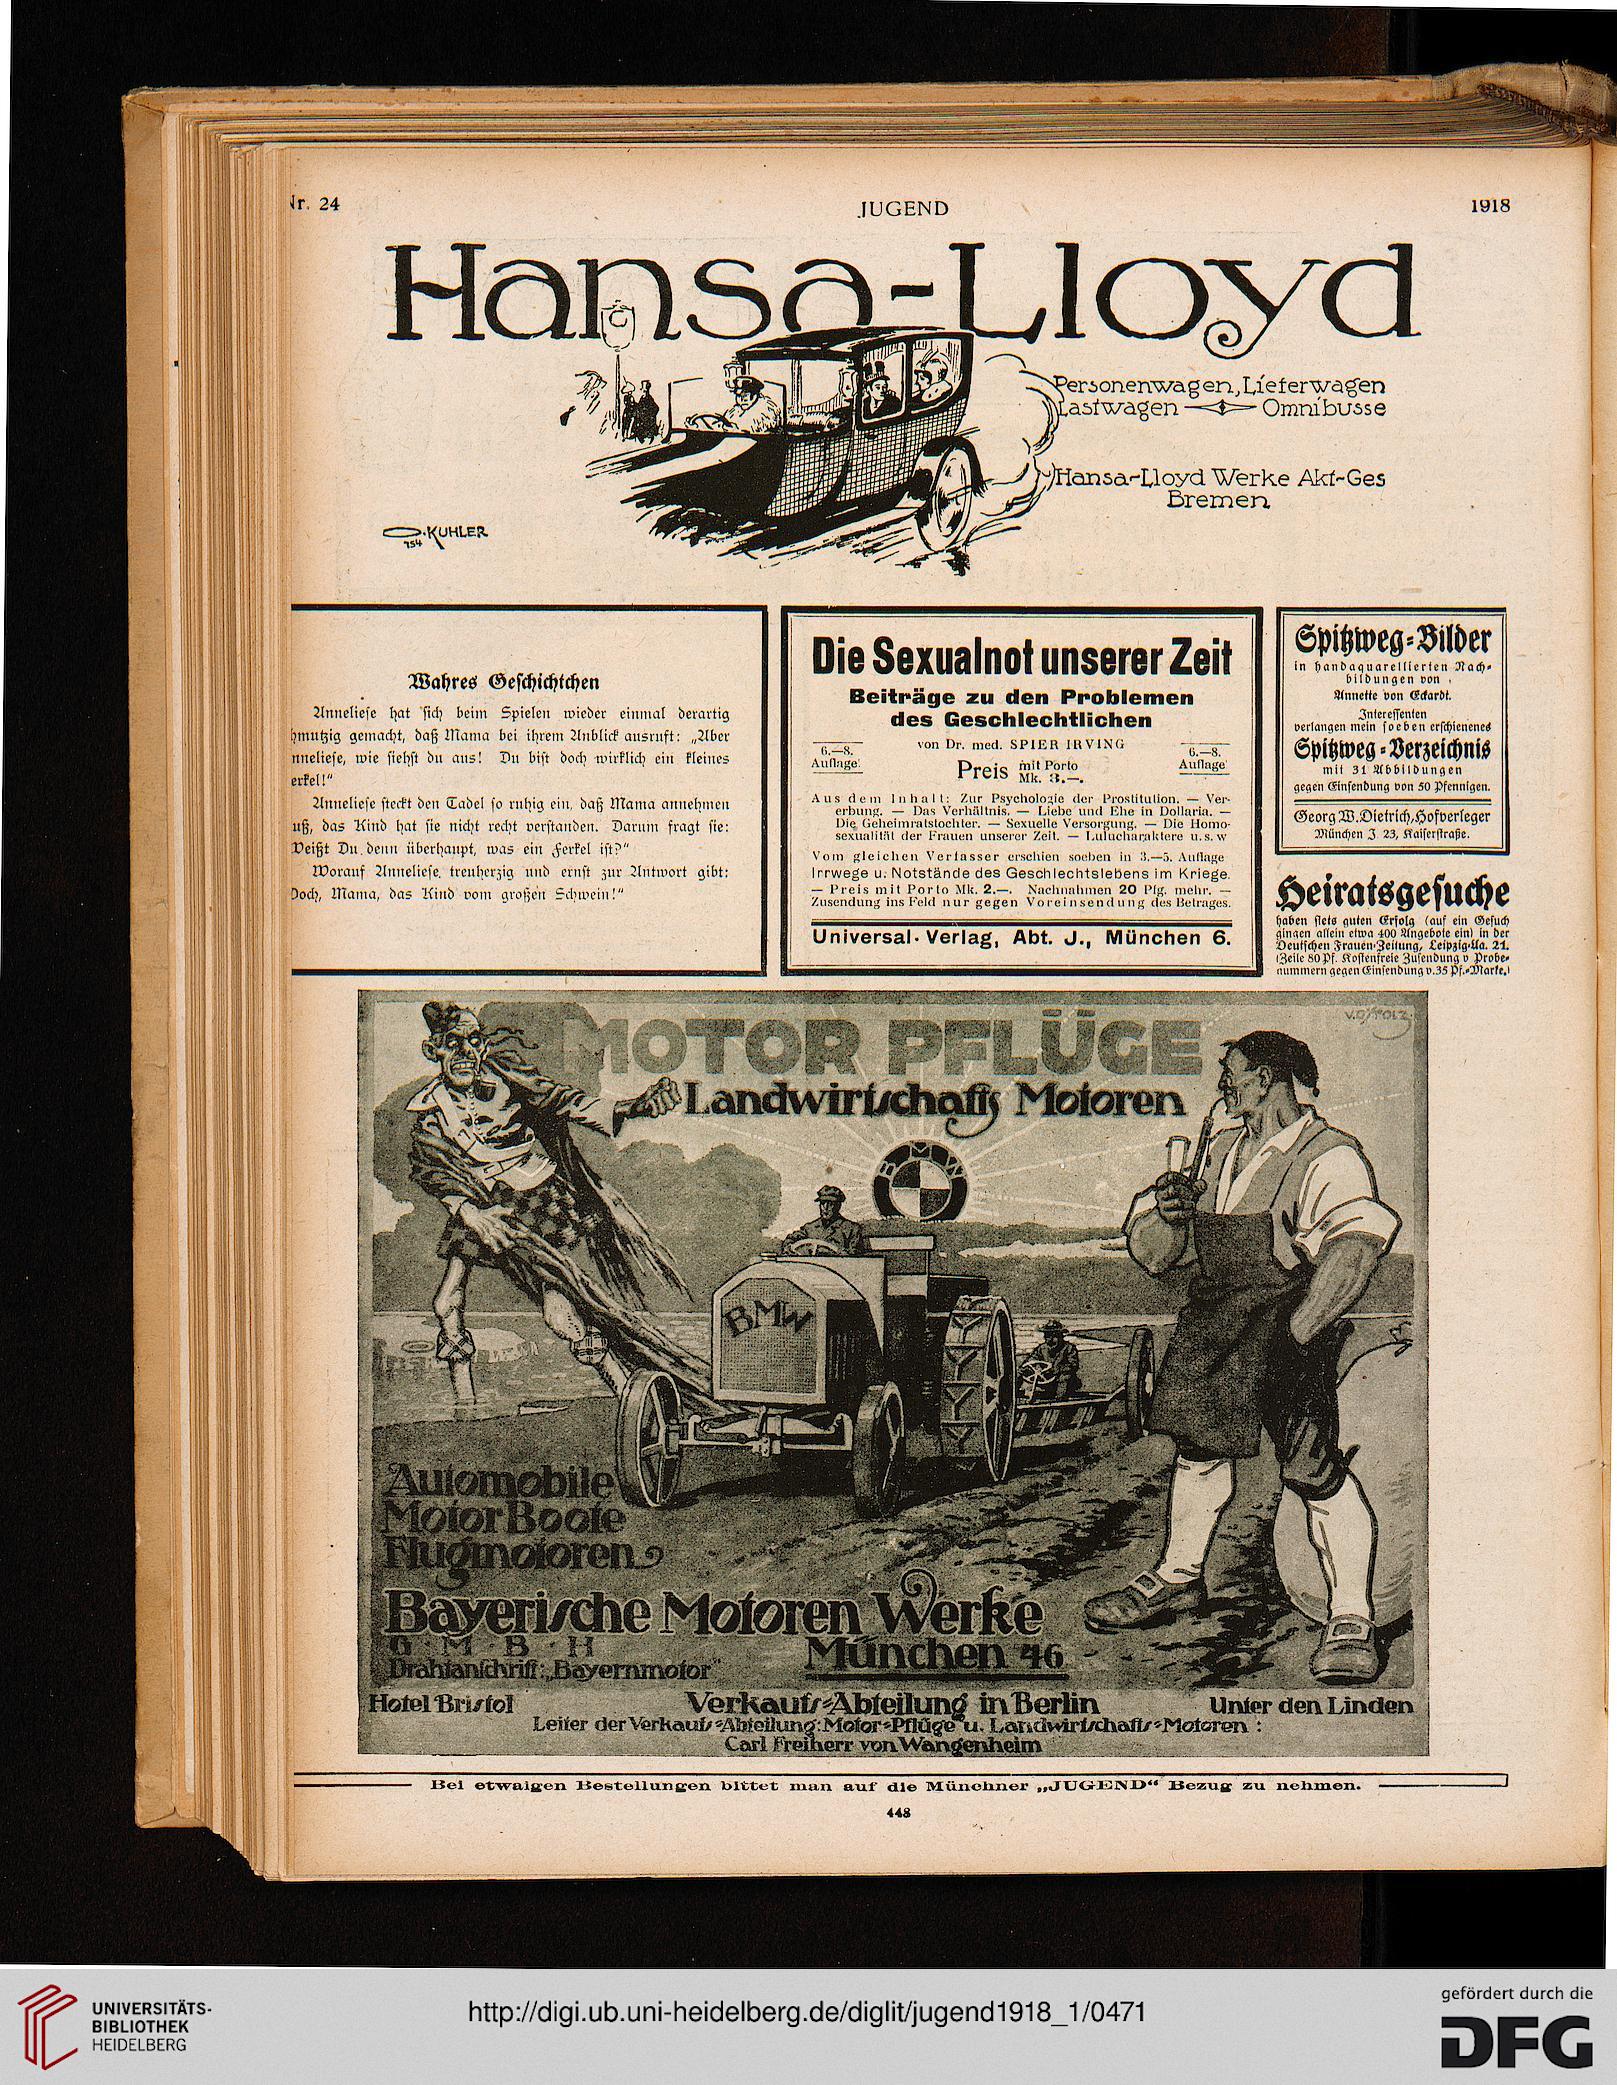 Nr. 24
JUGEND
1918
Hansa-Lloyd
Personenwagen, Lieferwagen
Lastwagen Omnibusse
Hansa-Lloyd Werke Akt-Ges
Bremen
O. KUHLER
Wahres Geschichtchen
Anneliese hat sich beim Spielen wieder einmal derartig
hmutzig gemacht, daß Mama bei ihrem Anblick ausruft: „Aber
nneliese, wie siehst du aus! Du bist doch wirklich ein kleines
erkel!“
Anneliese steckt den Tadel so ruhig ein, daß Mama annehmen
uß, das Kind hat sie nicht recht verstanden. Darum fragt sie:
Weißt Du denn überhaupt, was ein Ferkel ist?“
Worauf Anneliese treuherzig und ernst zur Antwort gibt:
Doch, Mama, das Kind vom großen Schwein!“
Die Sexualnot unserer Zeit
Beiträge zu den Problemen
des Geschlechtlichen
6.—8.
Auflage
von Dr. med. SPIER IRVING
Preis mit Porto
Mk. 3.—.
6.—8.
Auflage
Aus dem Inhalt: Zur Psychologie der Prostitution. — Ver-
erbung. — Das Verhältnis. — Liebe und Ehe in Dollaria. —
Die Geheimratstochter. — Sexuelle Versorgung. — Die Homo-
sexualität der Frauen unserer Zeit. — Lulucharaktere u. s. w
Vom gleichen Verfasser erschien soeben in 3.—5. Auflage
Irrwege u. Notstände des Geschlechtslebens im Kriege.
— Preis mit Porto Mk. 2.—. Nachnahmen 20 Pfg. mehr. —
Zusendung ins Feld nur gegen Voreinsendung des Betrages.
Universal-Verlag, Abt. J., München 6.
Spitzweg-Bilder
in handaquarellierten Nach-
bildungen von
Annette von Eckardt.
Interessenten
verlangen mein soeben erschienenes
Spitzweg-Verzeichnis
mit 31 Abbildungen
gegen Einsendung von 50 Pfennigen.
Georg W. Dietrich, Hofverleger
München J. 23, Kaiserstraße.
Heiratsgesuche
haben stets guten Erfolg (auf ein Gesuch
gingen allein etwa 400 Angebote ein) in der
Deutschen Frauen-Zeitung, Leipzig-Ua. 21.
(Zeile 80 Pf. Kostenfreie Zusendung v Probe-
nummern gegen Einsendung v. 35 Pf.-Marke.)
MOTOR PFLÜGE
Landwirtschafts Motoren
BMW
BMW
Automobile
Motor Boote
Flugmotoren
Bayerische Motoren Werke
G · M · B · H
München 46
Drahtanschrift: „Bayernmotor“
Hotel Bristol
Verkaufs-Abteilung in Berlin
Unter den Linden
Leiter der Verkaufs-Abteilung: Motor-Pflüge u. Landwirtschafts-Motoren :
Carl Freiherr von Wangenheim
Bei etwaigen Bestellungen bittet man auf die Münchner „JUGEND“ Bezug zu nehmen.
448
UNIVERSITÄTS-
BIBLIOTHEK
HEIDELBERG
http://digi.ub.uni-heidelberg.de/diglit/jugend1918_1/0471
gefördert durch die
DFG